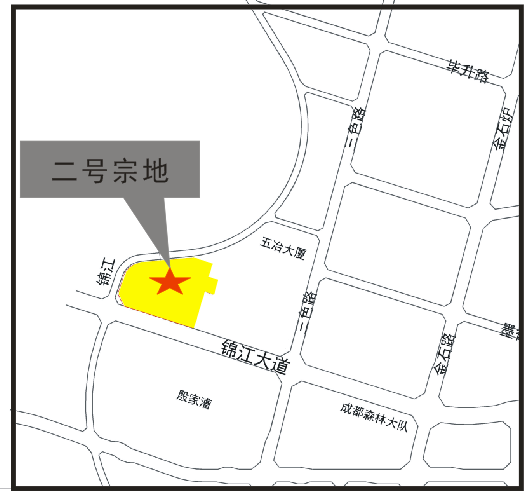 毕升路
金石路
三色路
二号宗地
五冶大厦
锦江
三色路
锦江大道
金石路
殷家潘
成都森林大队